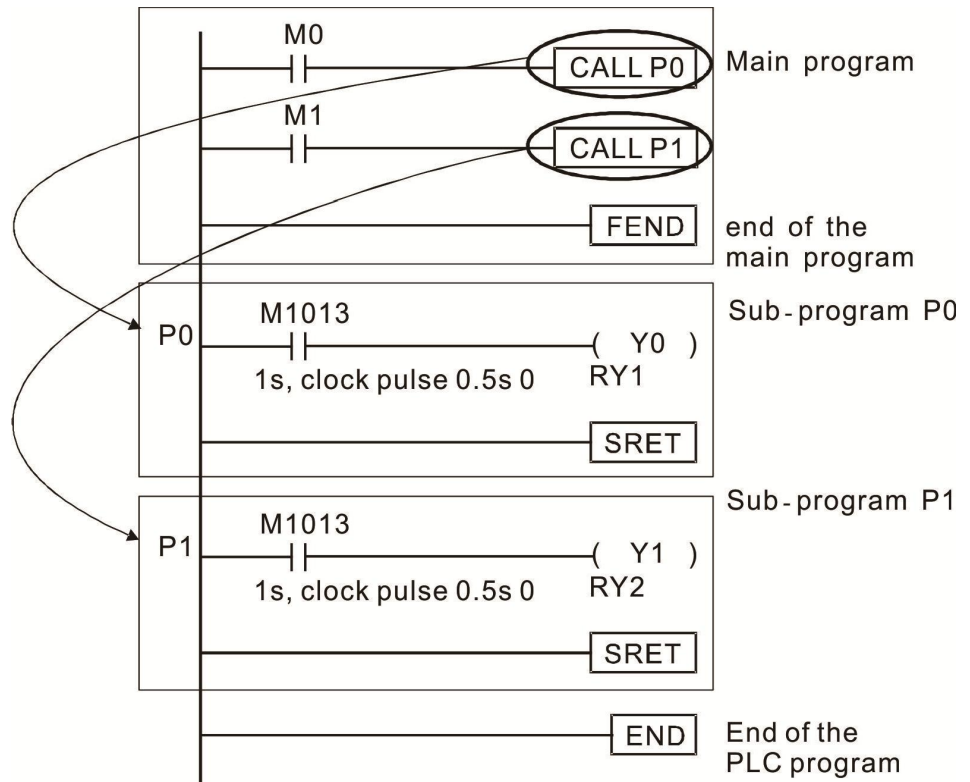 M0
CALL P0
Main program
M1
CALL P1
FEND
end of the
main program
Sub-program P0
P0
M1013
( Y0 )
1s, clock pulse 0.5s 0
RY1
SRET
Sub-program P1
P1
M1013
( Y1 )
1s, clock pulse 0.5s 0
RY2
SRET
END
End of the
PLC program